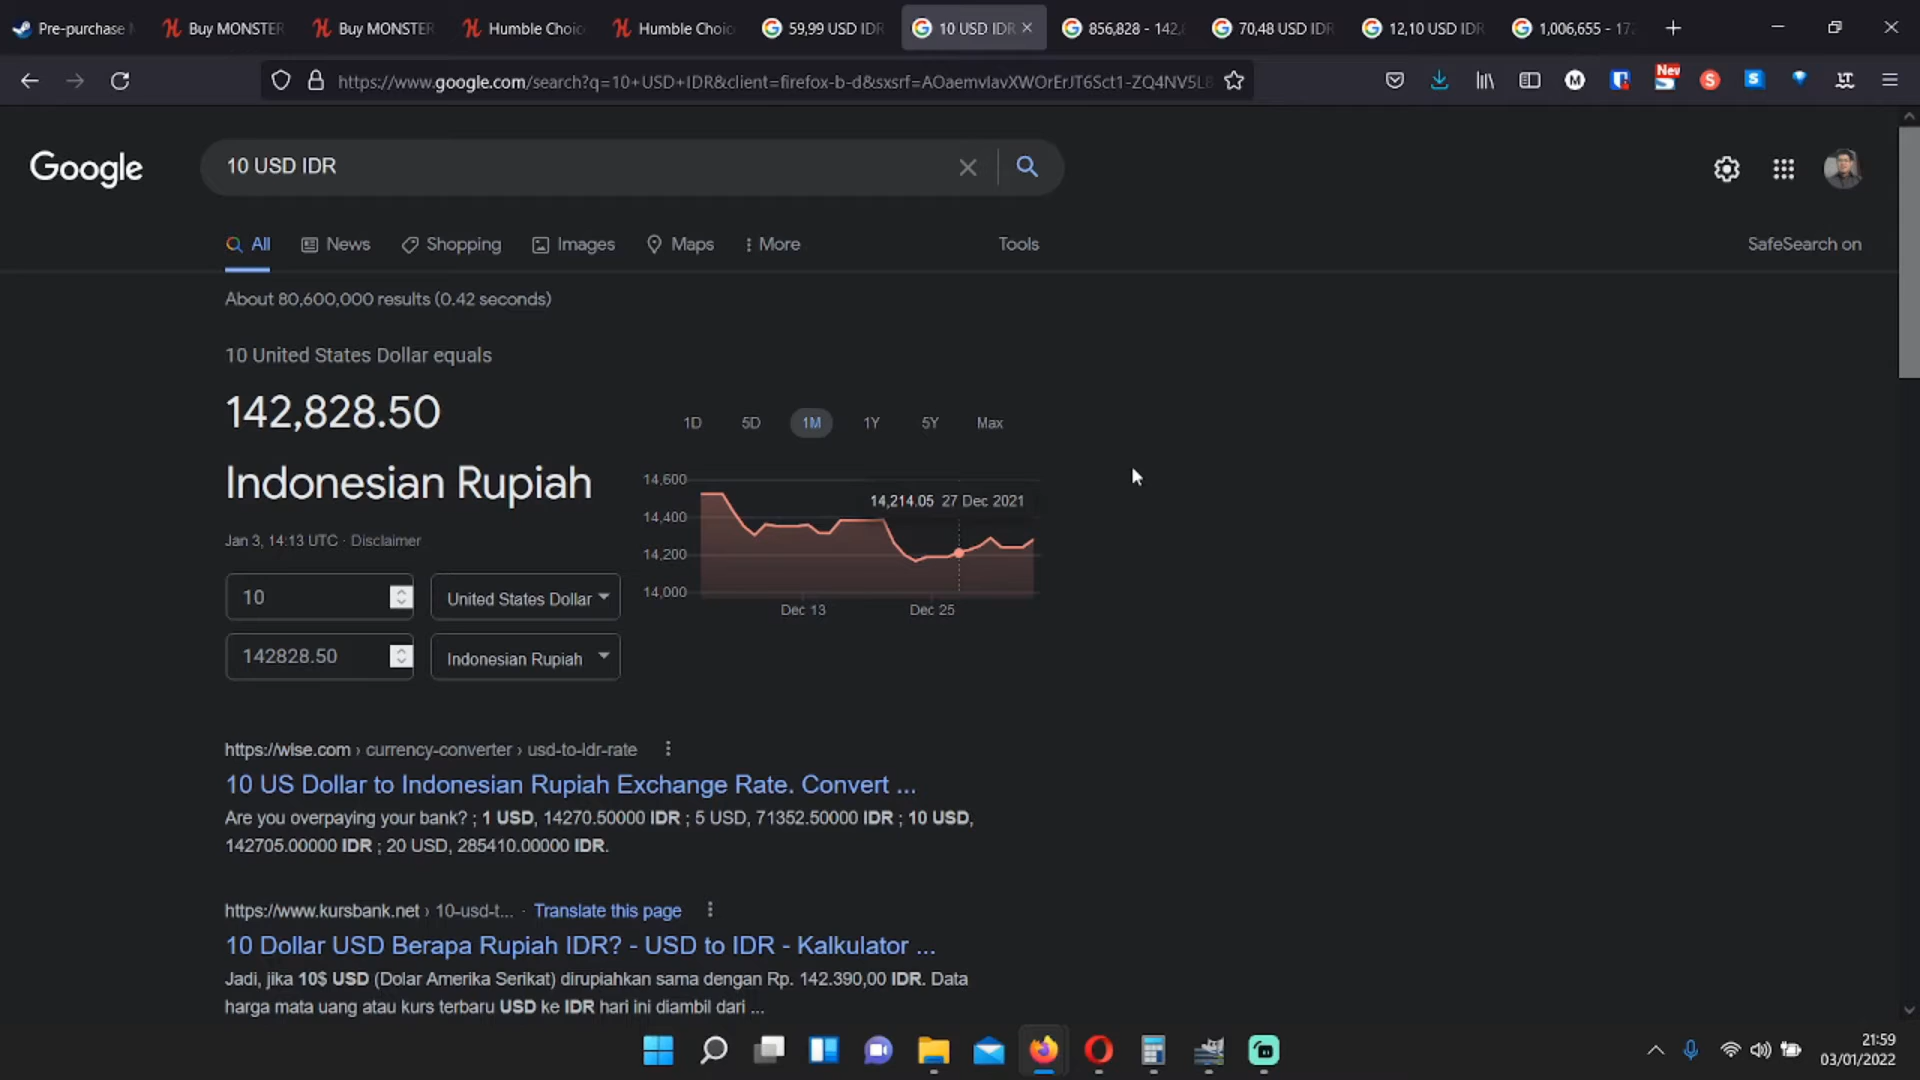 Pre-purchase
Buy MONSTER
Buy MONSTER
Humble Choic
Humble Choic
59,99 USD IDR
10 USD IDR
856,828 - 142,8
70,48 USD IDR
12,10 USD IDR
1,006,655 - 17
https://www.google.com/search?q=10+USD+IDR&client=firefox-b-d&sxsrf=AOaemvIavXWOrErJT6Sct1-ZQ4NV5L8
New
Google
10 USD IDR
All
News
Shopping
Images
Maps
More
Tools
SafeSearch on
About 80,600,000 results (0.42 seconds)
10 United States Dollar equals
142,828.50
Indonesian Rupiah
Jan 3, 14:13 UTC · Disclaimer
10
United States Dollar
142828.50
Indonesian Rupiah
1D
5D
1M
1Y
5Y
Max
14,600
14,400
14,200
14,000
14,214.05 27 Dec 2021
Dec 13
Dec 25
https://wise.com › currency-converter › usd-to-idr-rate
10 US Dollar to Indonesian Rupiah Exchange Rate. Convert ...
Are you overpaying your bank? ; 1 USD, 14270.50000 IDR ; 5 USD, 71352.50000 IDR ; 10 USD,
142705.00000 IDR ; 20 USD, 285410.00000 IDR.
https://www.kursbank.net › 10-usd-t... · Translate this page
10 Dollar USD Berapa Rupiah IDR? - USD to IDR - Kalkulator ...
Jadi, jika 10$ USD (Dolar Amerika Serikat) dirupiahkan sama dengan Rp. 142.390,00 IDR. Data
harga mata uang atau kurs terbaru USD ke IDR hari ini diambil dari ...
21:59
03/01/2022